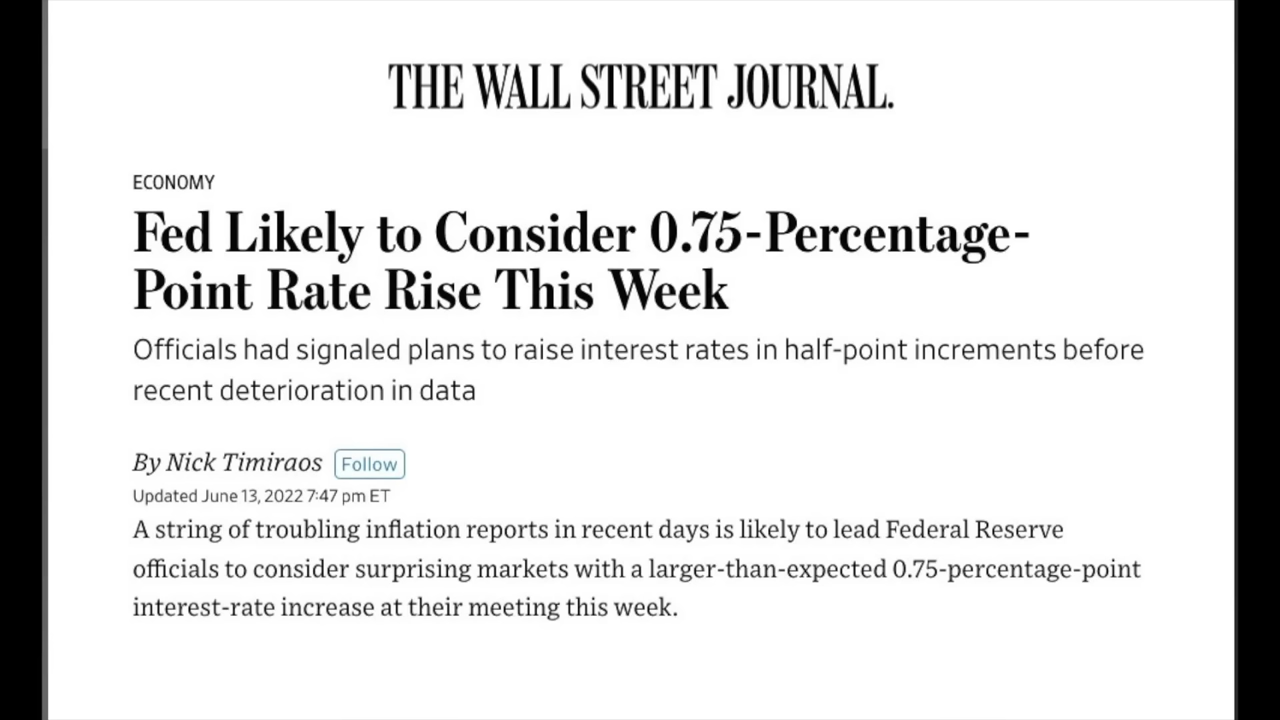 THE WALL STREET JOURNAL.
ECONOMY
Fed Likely to Consider 0.75-Percentage-
Point Rate Rise This Week
Officials had signaled plans to raise interest rates in half-point increments before
recent deterioration in data
By Nick Timiraos Follow
Updated June 13, 2022 7:47 pm ET
A string of troubling inflation reports in recent days is likely to lead Federal Reserve
officials to consider surprising markets with a larger-than-expected 0.75-percentage-point
interest-rate increase at their meeting this week.